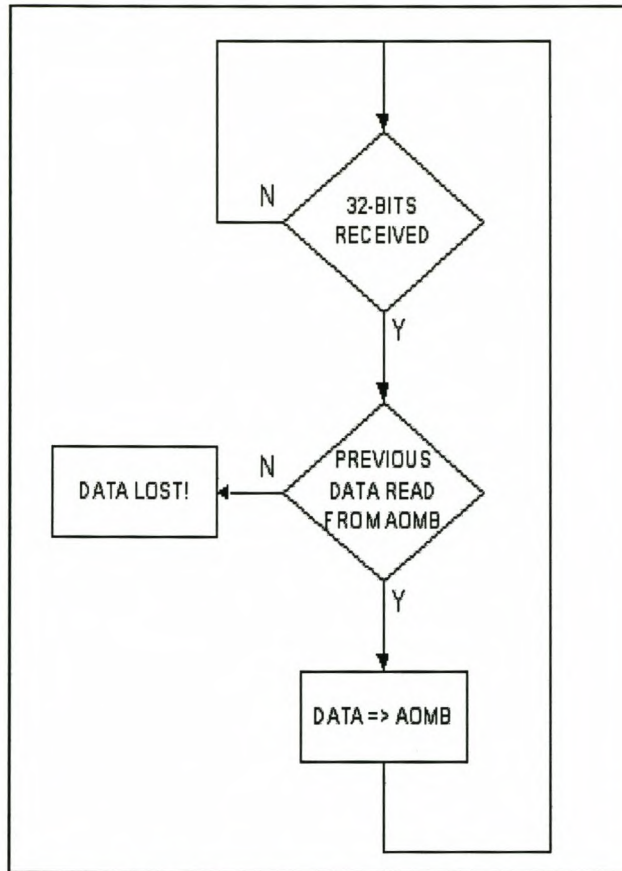 N
32-BITS
RECEIVED
Y
N
PREVIOUS
DATA READ
FROM AOMB
DATA LOST!
Y
DATA => AOMB